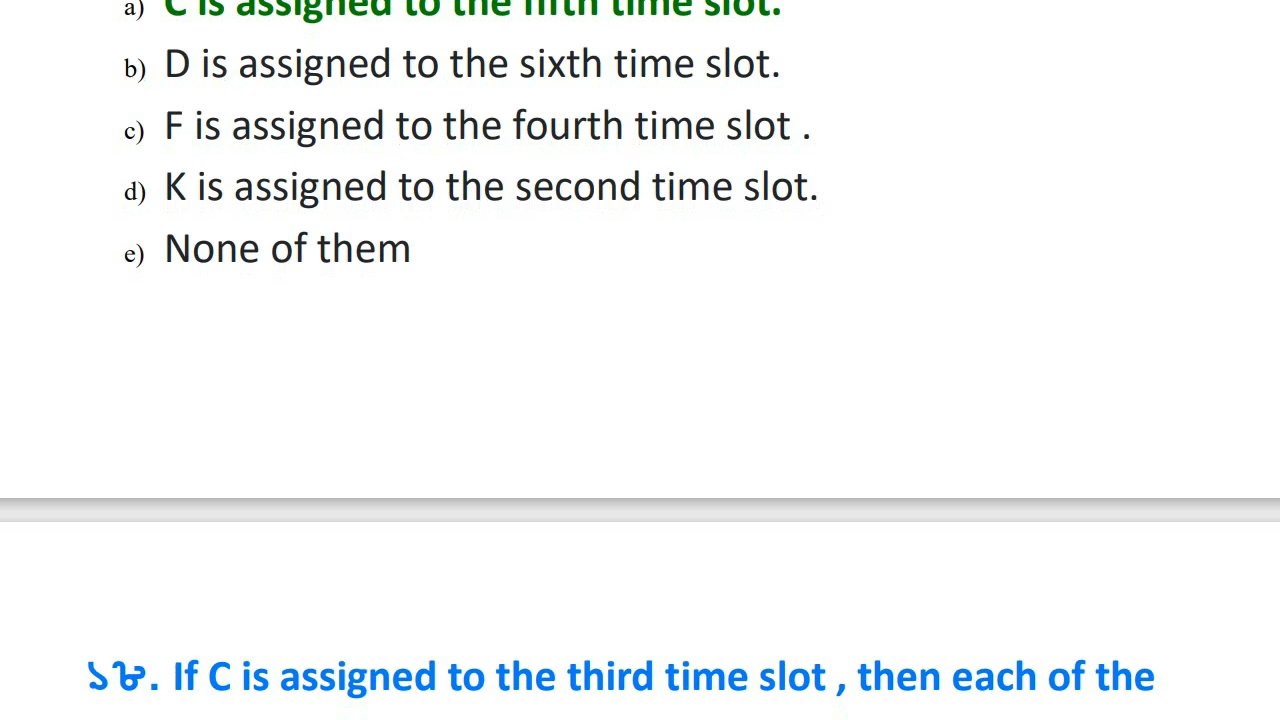 a) C is assigned to the fifth time slot.
b) D is assigned to the sixth time slot.
c) F is assigned to the fourth time slot .
d) K is assigned to the second time slot.
e) None of them
১৮. If C is assigned to the third time slot , then each of the